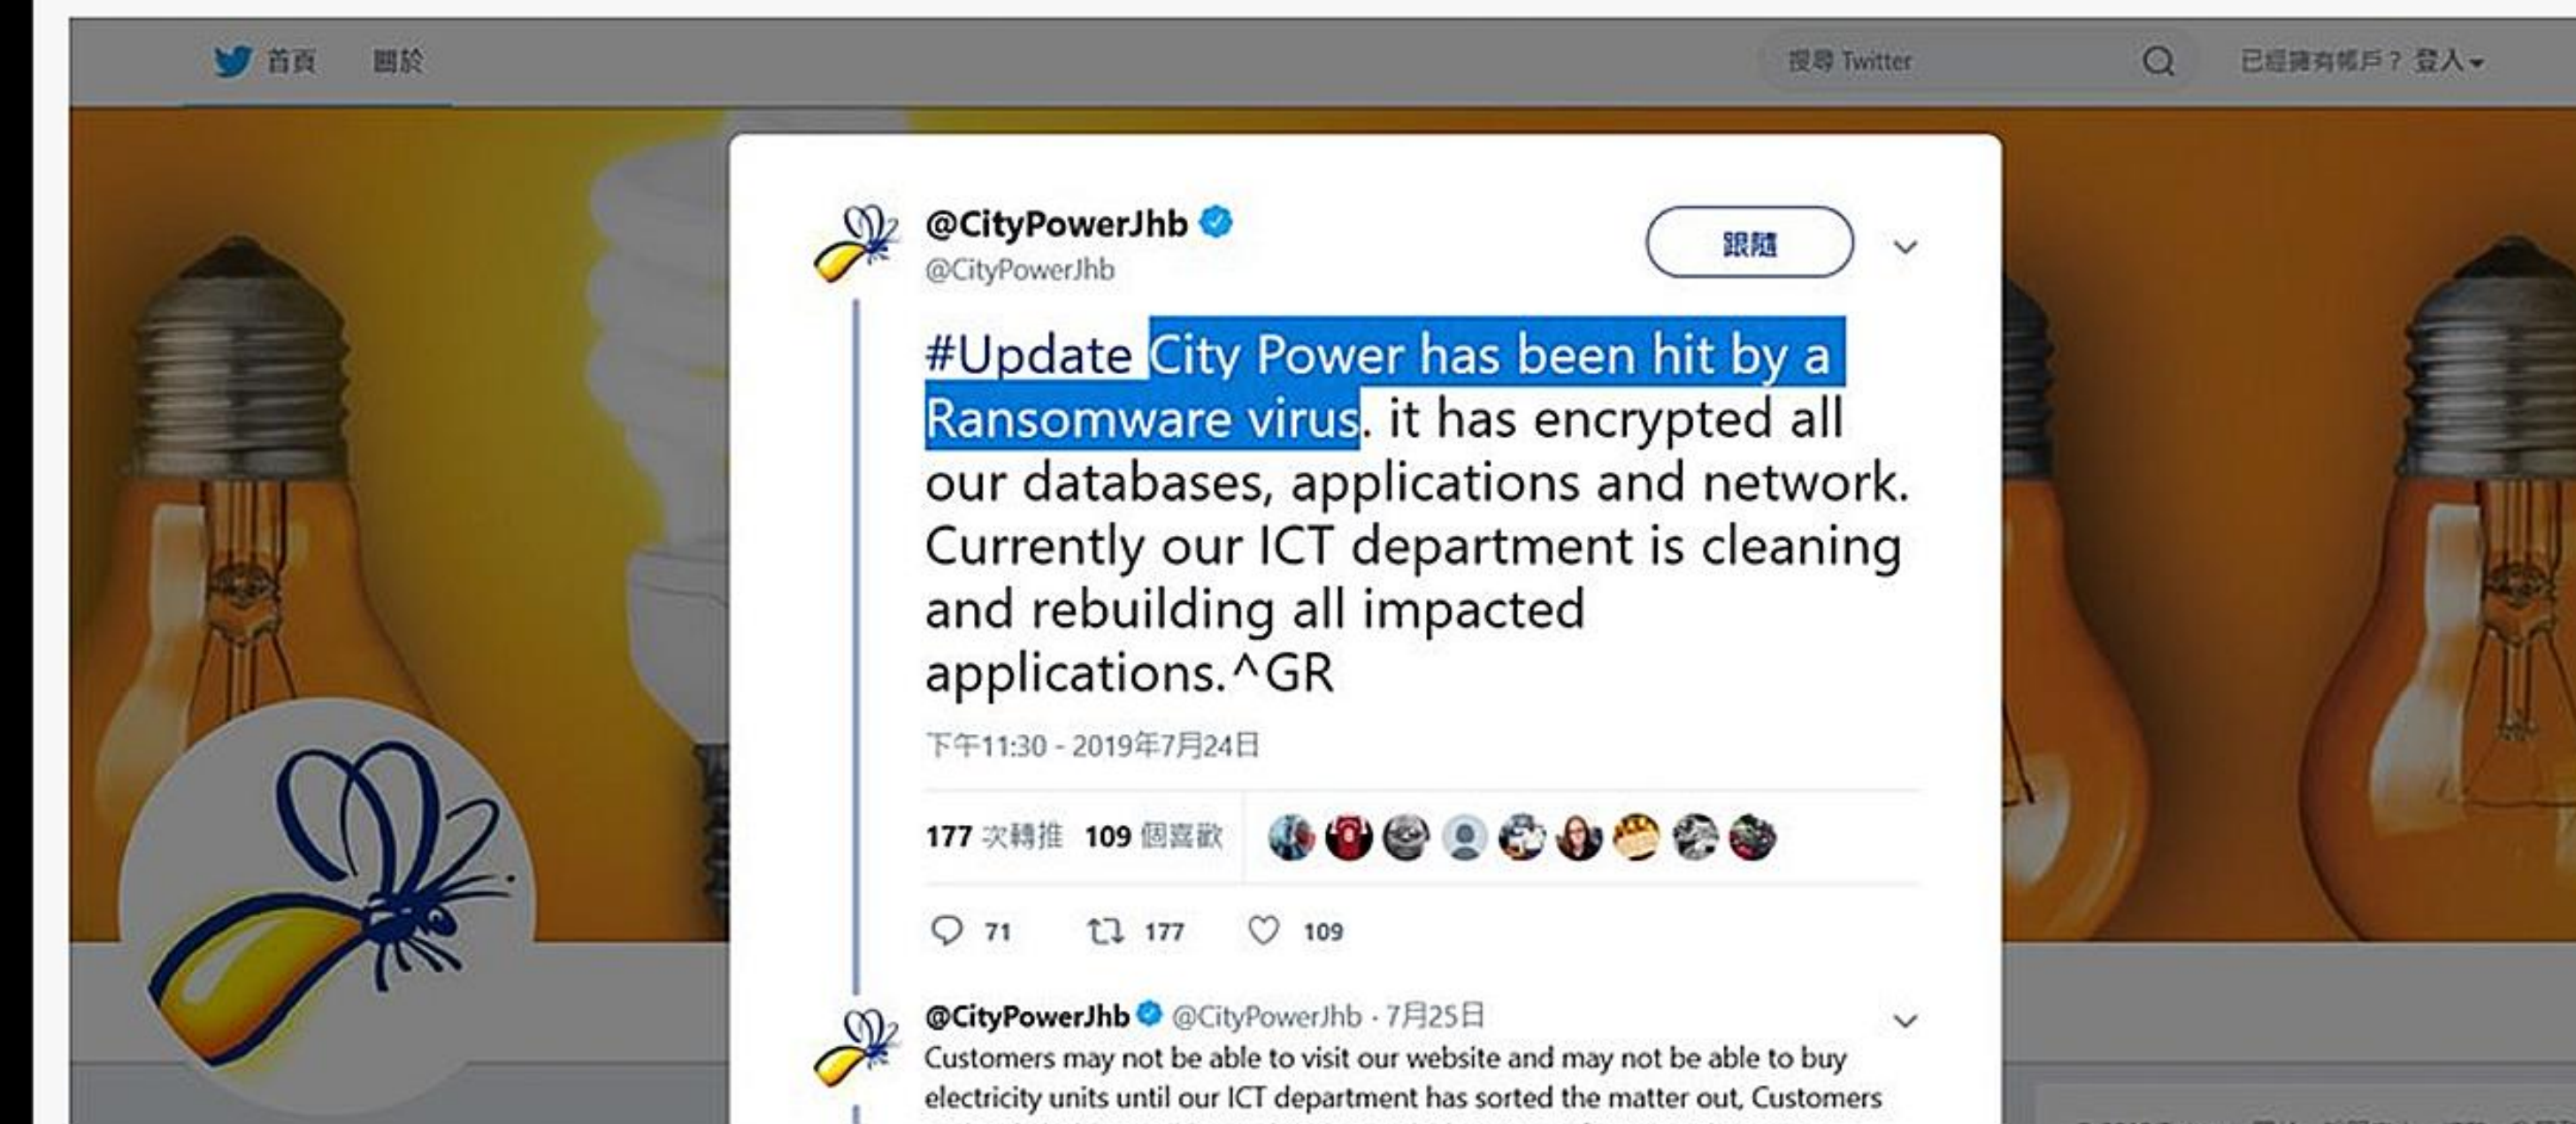 首頁 關於 搜尋 Twitter 已經擁有帳戶？登入
@CityPowerJhb
@CityPowerJhb
跟隨
#Update City Power has been hit by a
Ransomware virus. it has encrypted all
our databases, applications and network.
Currently our ICT department is cleaning
and rebuilding all impacted
applications.^GR
下午11:30 - 2019年7月24日
177 次轉推 109 個喜歡
71 177 109
@CityPowerJhb @CityPowerJhb · 7月25日
Customers may not be able to visit our website and may not be able to buy
electricity units until our ICT department has sorted the matter out, Customers